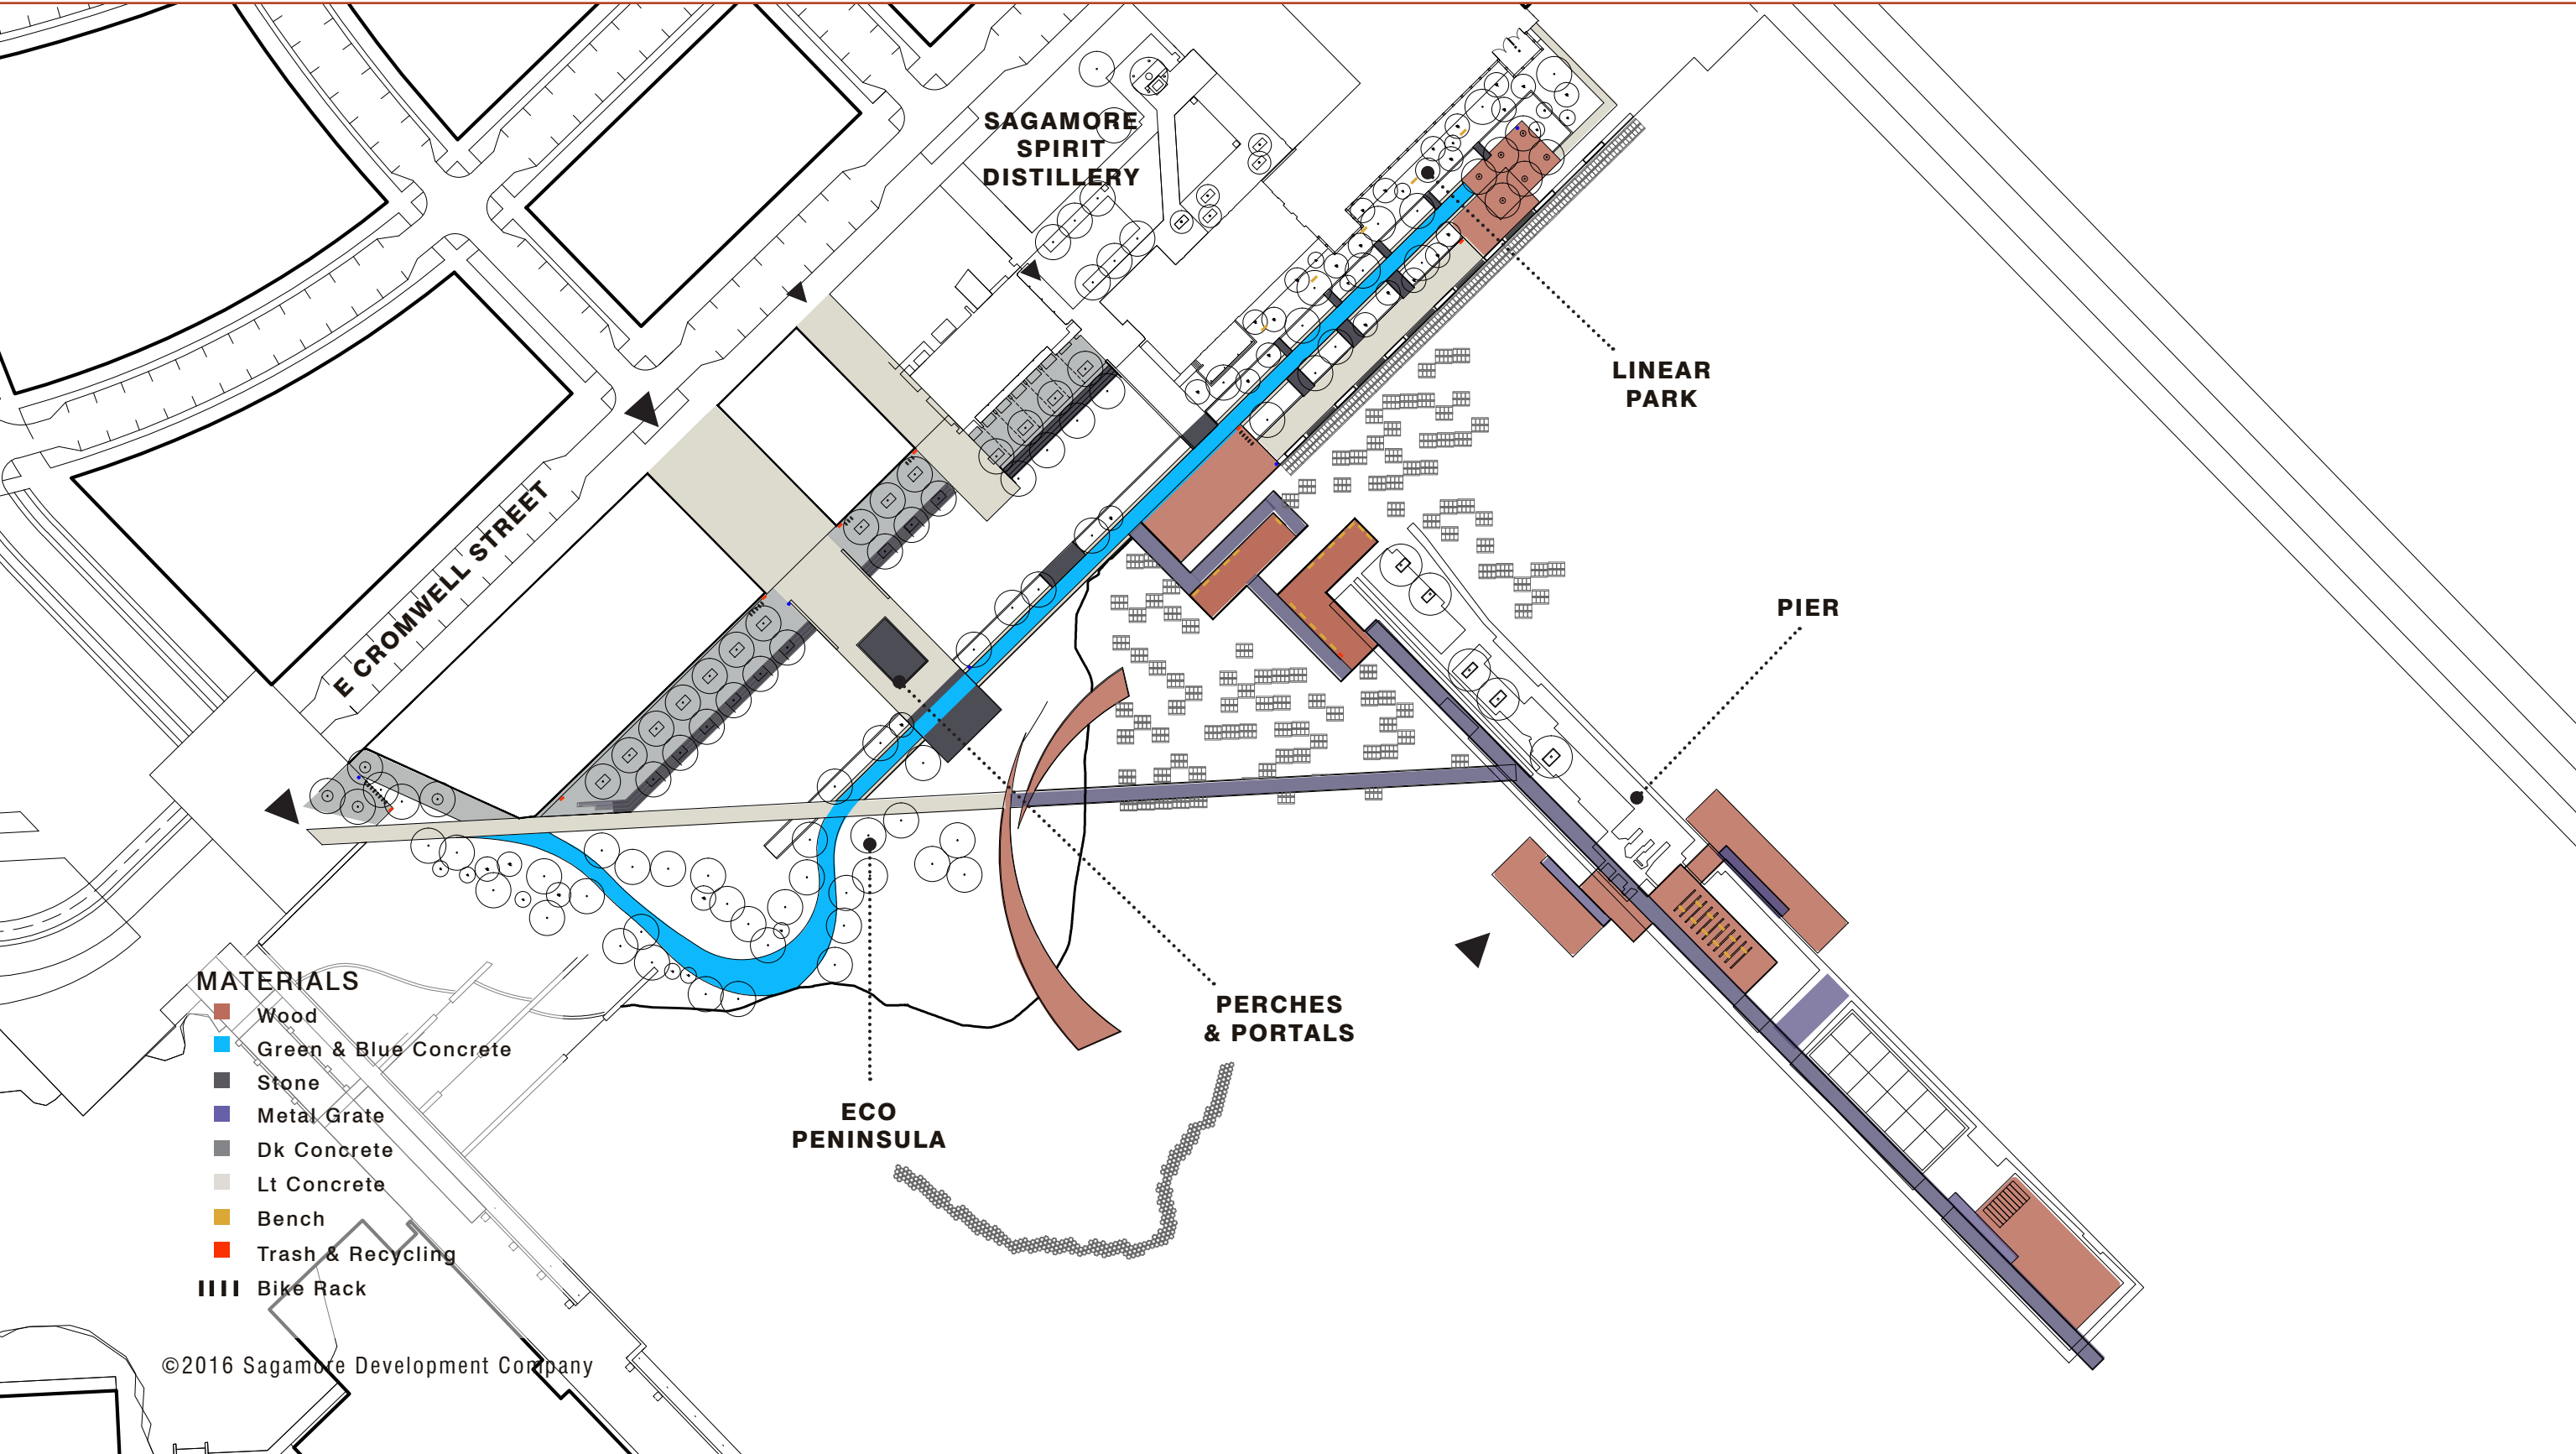 SAGAMORE
SPIRIT
DISTILLERY
LINEAR
PARK
E CROMWELL STREET
PIER
PERCHES
& PORTALS
ECO
PENINSULA
MATERIALS
Wood
Green & Blue Concrete
Stone
Metal Grate
Dk Concrete
Lt Concrete
Bench
Trash & Recycling
Bike Rack
©2016 Sagamore Development Company